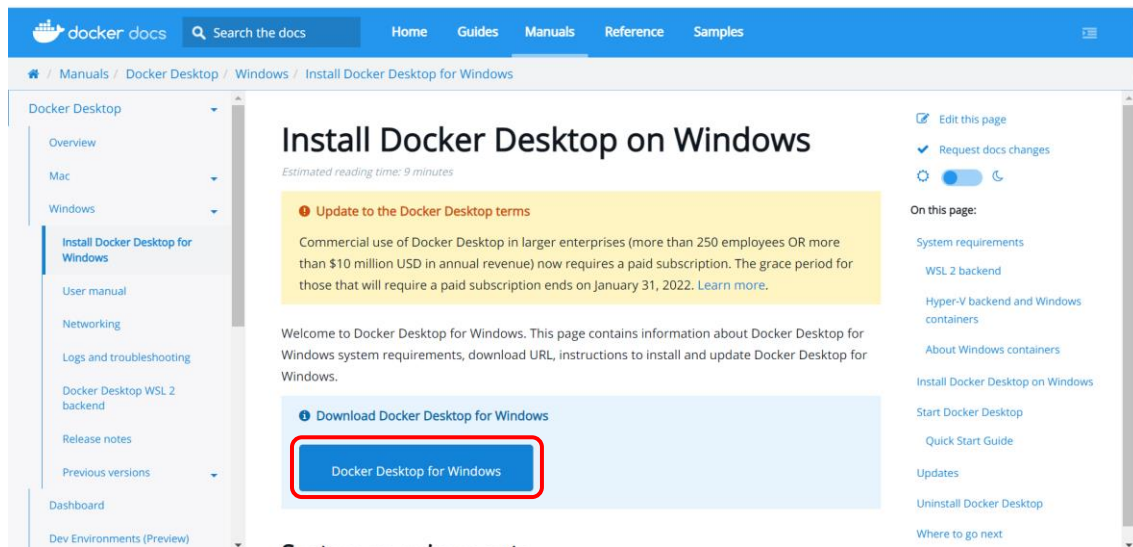 docker docs
Search the docs
Home Guides Manuals Reference Samples
/ Manuals / Docker Desktop / Windows / Install Docker Desktop for Windows
Docker Desktop
Overview
Mac
Windows
Install Docker Desktop for
Windows
User manual
Networking
Logs and troubleshooting
Docker Desktop WSL 2
backend
Release notes
Previous versions
Dashboard
Dev Environments (Preview)
Install Docker Desktop on Windows
Estimated reading time: 9 minutes
Update to the Docker Desktop terms
Commercial use of Docker Desktop in larger enterprises (more than 250 employees OR more
than $10 million USD in annual revenue) now requires a paid subscription. The grace period for
those that will require a paid subscription ends on January 31, 2022. Learn more.
Welcome to Docker Desktop for Windows. This page contains information about Docker Desktop for
Windows system requirements, download URL, instructions to install and update Docker Desktop for
Windows.
Download Docker Desktop for Windows
Docker Desktop for Windows
Edit this page
Request docs changes
On this page:
System requirements
WSL 2 backend
Hyper-V backend and Windows
containers
About Windows containers
Install Docker Desktop on Windows
Start Docker Desktop
Quick Start Guide
Updates
Uninstall Docker Desktop
Where to go next